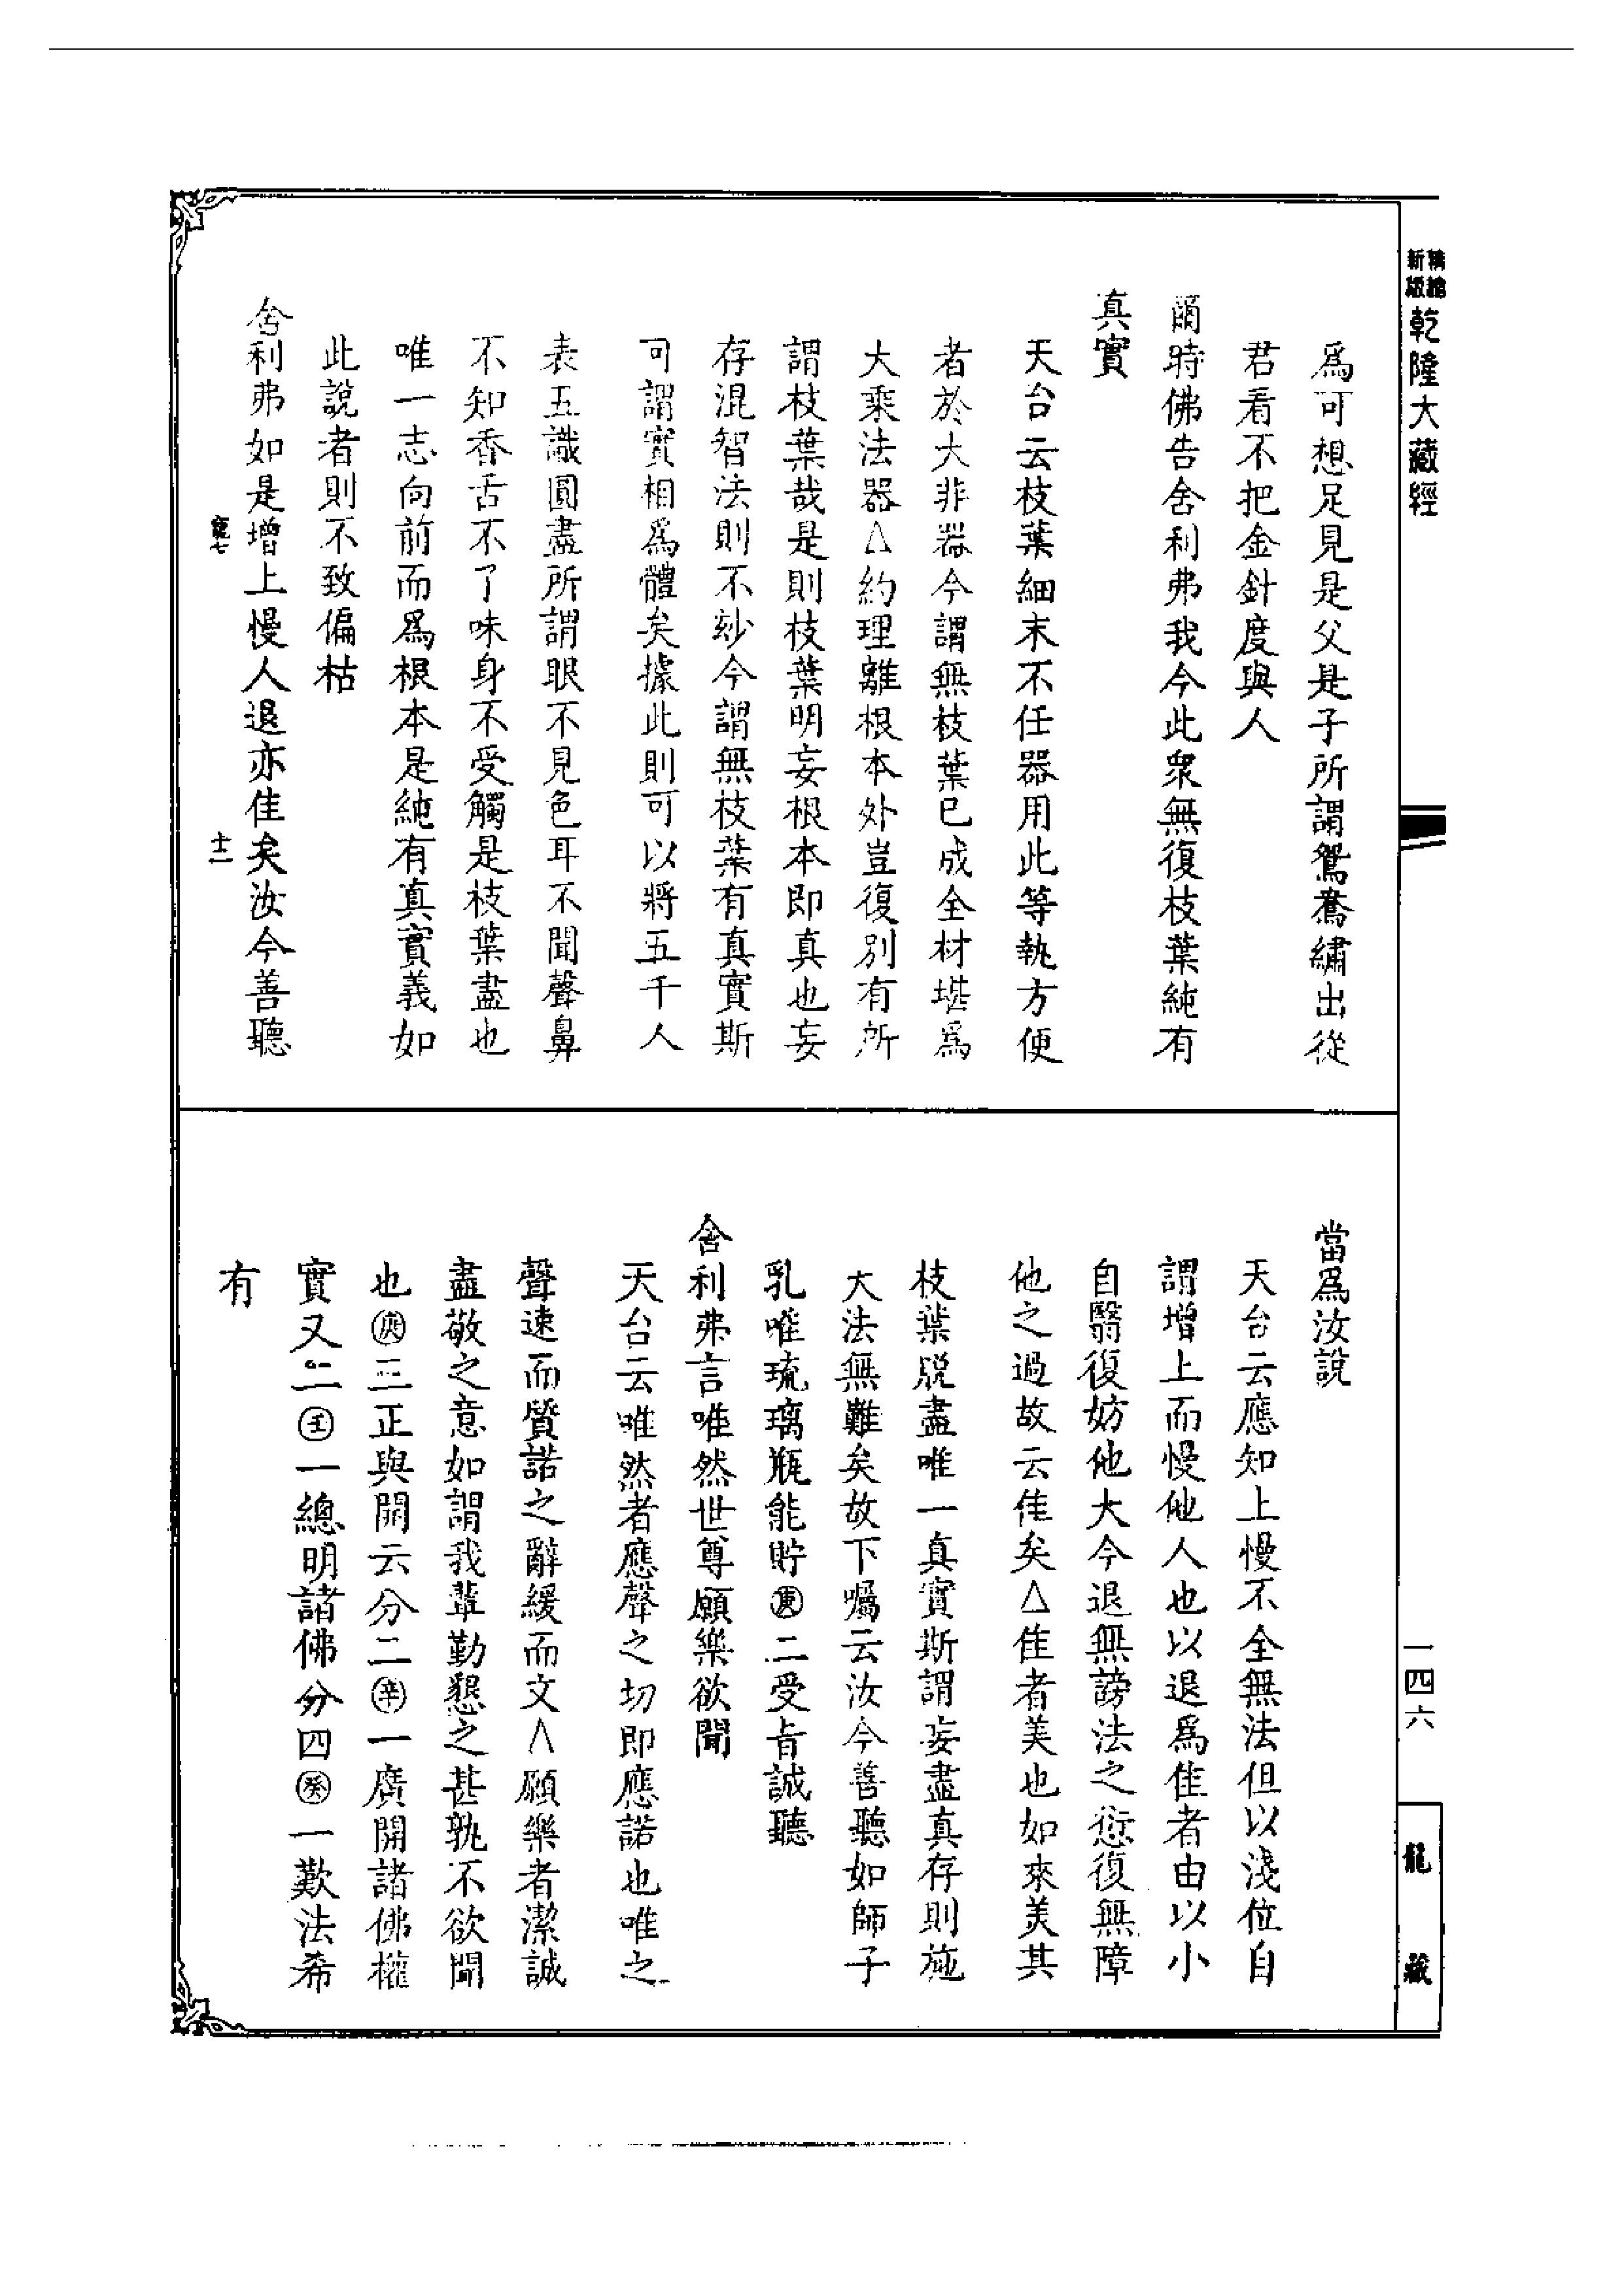 精繪
新版
乾隆大藏經
為可想足見是父是子所謂鴛鴦繡出從
君看不把金針度與人
爾時佛告舍利弗我今此衆無復枝葉純有
真實
天台云枝葉細末不任器用此等執方便
者於大非器今謂無枝葉已成全材堪為
大乘法器△約理離根本外豈復別有所
謂枝葉哉是則枝葉明妄根本即真也妄
存混智法則不妙今謂無枝葉有真實斯
可謂實相為體矣據此則可以將五千人
表五識圓盡所謂眼不見色耳不聞聲鼻
不知香舌不了味身不受觸是枝葉盡也
唯一志向前而為根本是純有真實義如
此說者則不致偏枯
舍利弗如是增上慢人退亦佳矣汝今善聽
十二
當為汝說
天台云應知上慢不全無法但以淺位自
謂增上而慢他人也以退為佳者由以小
自翳復妨他大今退無謗法之愆復無障
他之過故云佳矣△佳者美也如來美其
枝葉脫盡唯一真實斯謂妄盡真存則施
大法無難矣故下囑云汝今善聽如師子
乳唯琉璃瓶能貯㊎二受旨誠聽
舍利弗言唯然世尊願樂欲聞
天台云唯然者應聲之切即應諾也唯之
聲速而質諾之辭緩而文△願樂者潔誠
盡敬之意如謂我輩勤懇之甚孰不欲聞
也庚三正與開云分二辛一廣開諸佛權
實又二壬一總明諸佛分四癸一歎法希
有
一四六
龍藏